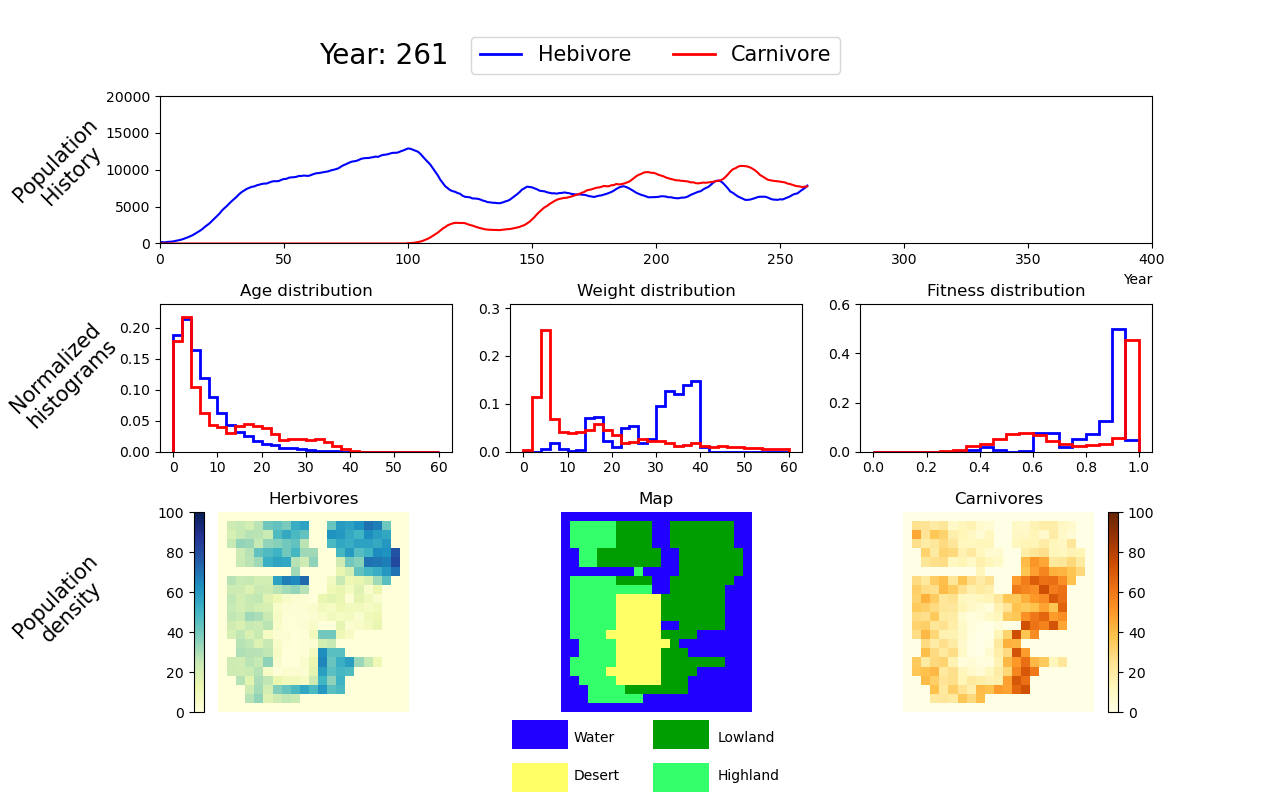 Year: 261
Hebivore
Carnivore
Population
History
20000
15000
10000
5000
0
0 50 100 150 200 250 300 350 400
Year
Normalized
histograms
Age distribution
0.20
0.15
0.10
0.05
0.00
0 10 20 30 40 50 60
Weight distribution
0.3
0.2
0.1
0.0
0 10 20 30 40 50 60
Fitness distribution
0.6
0.4
0.2
0.0
0.0 0.2 0.4 0.6 0.8 1.0
Population
density
Herbivores
100
80
60
40
20
0
Map
Carnivores
100
80
60
40
20
0
Water
Lowland
Desert
Highland